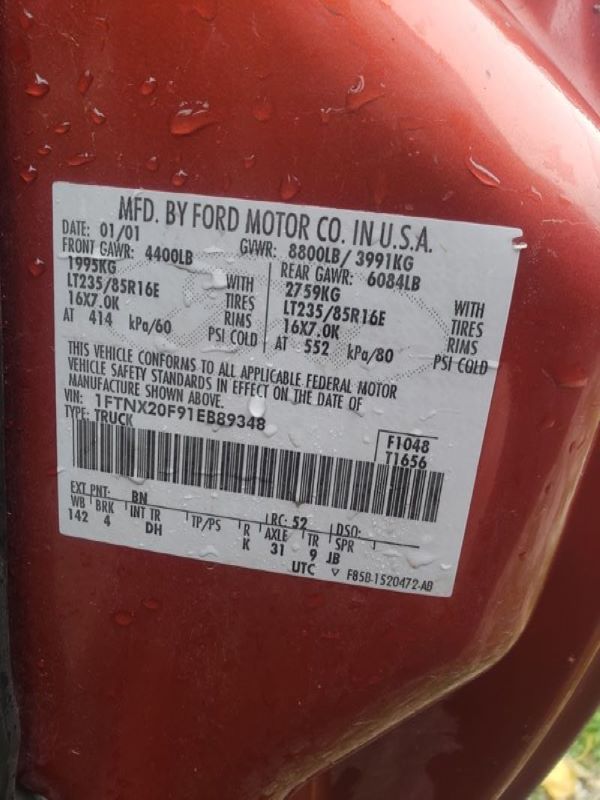 MFD. BY FORD MOTOR CO. IN U.S.A.
DATE: 01/01 GVWR: 8800LB/ 3991KG
FRONT GAWR: 4400LB REAR GAWR: 6084LB
1995KG WITH 2759KG WITH
LT235/85R16E TIRES LT235/85R16E TIRES
16X7.0K RIMS 16X7.0K RIMS
AT 414 kPa/60 PSI COLD AT 552 kPa/80 PSI COLD
THIS VEHICLE CONFORMS TO ALL APPLICABLE FEDERAL MOTOR
VEHICLE SAFETY STANDARDS IN EFFECT ON THE DATE OF
MANUFACTURE SHOWN ABOVE.
VIN: 1FTNX20F91EB89348
TYPE: TRUCK
F1048
T1656
EXT PNT: BN RC: 52 DSO:
WB BRK INT TR TP/PS R AXLE TR SPR
142 4 DH K 31 9 JB
UTC ▽ F85B-1520472-AB